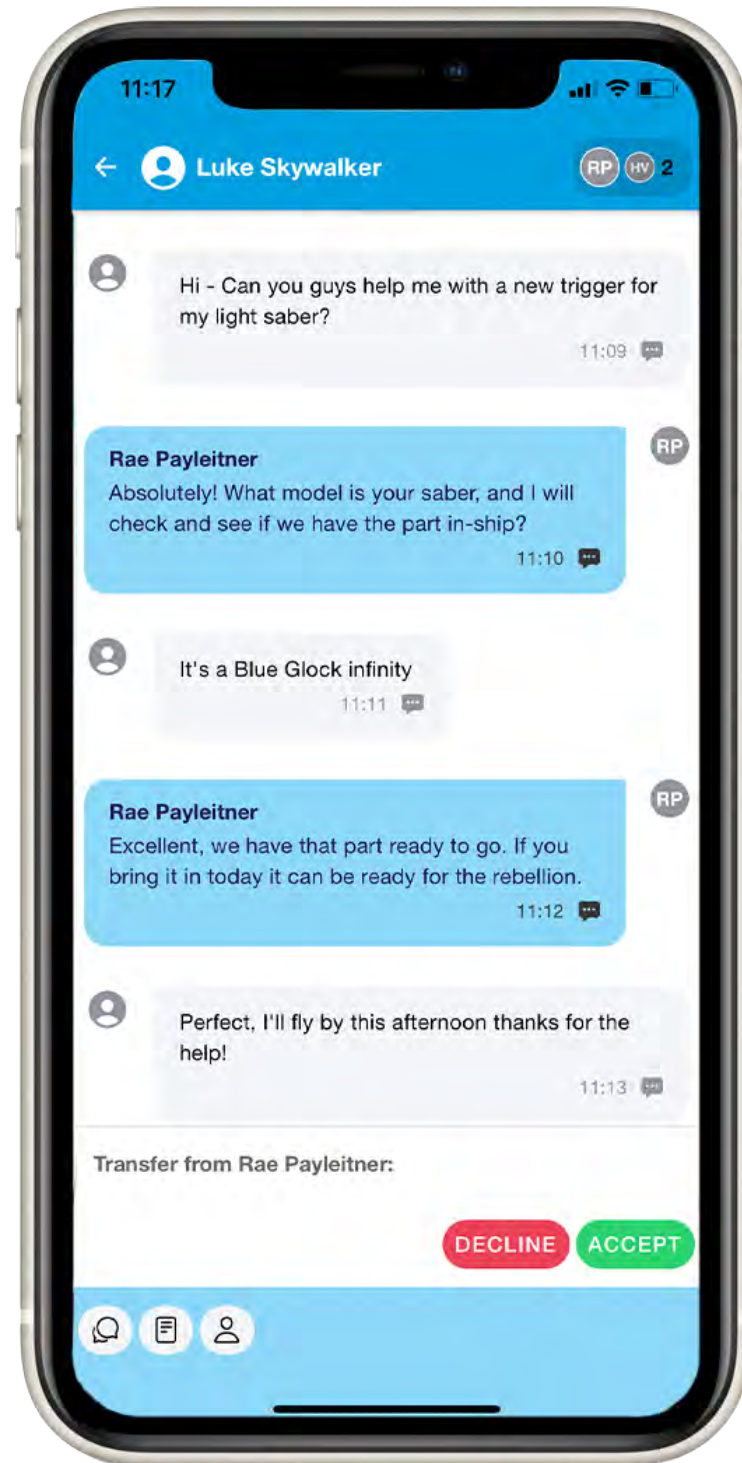 11:17
Luke Skywalker
RP HV 2
Hi - Can you guys help me with a new trigger for
my light saber?
11:09
RP
Rae Payleitner
Absolutely! What model is your saber, and I will
check and see if we have the part in-ship?
11:10
It's a Blue Glock infinity
11:11
RP
Rae Payleitner
Excellent, we have that part ready to go. If you
bring it in today it can be ready for the rebellion.
11:12
Perfect, I'll fly by this afternoon thanks for the
help!
11:13
Transfer from Rae Payleitner:
DECLINE ACCEPT